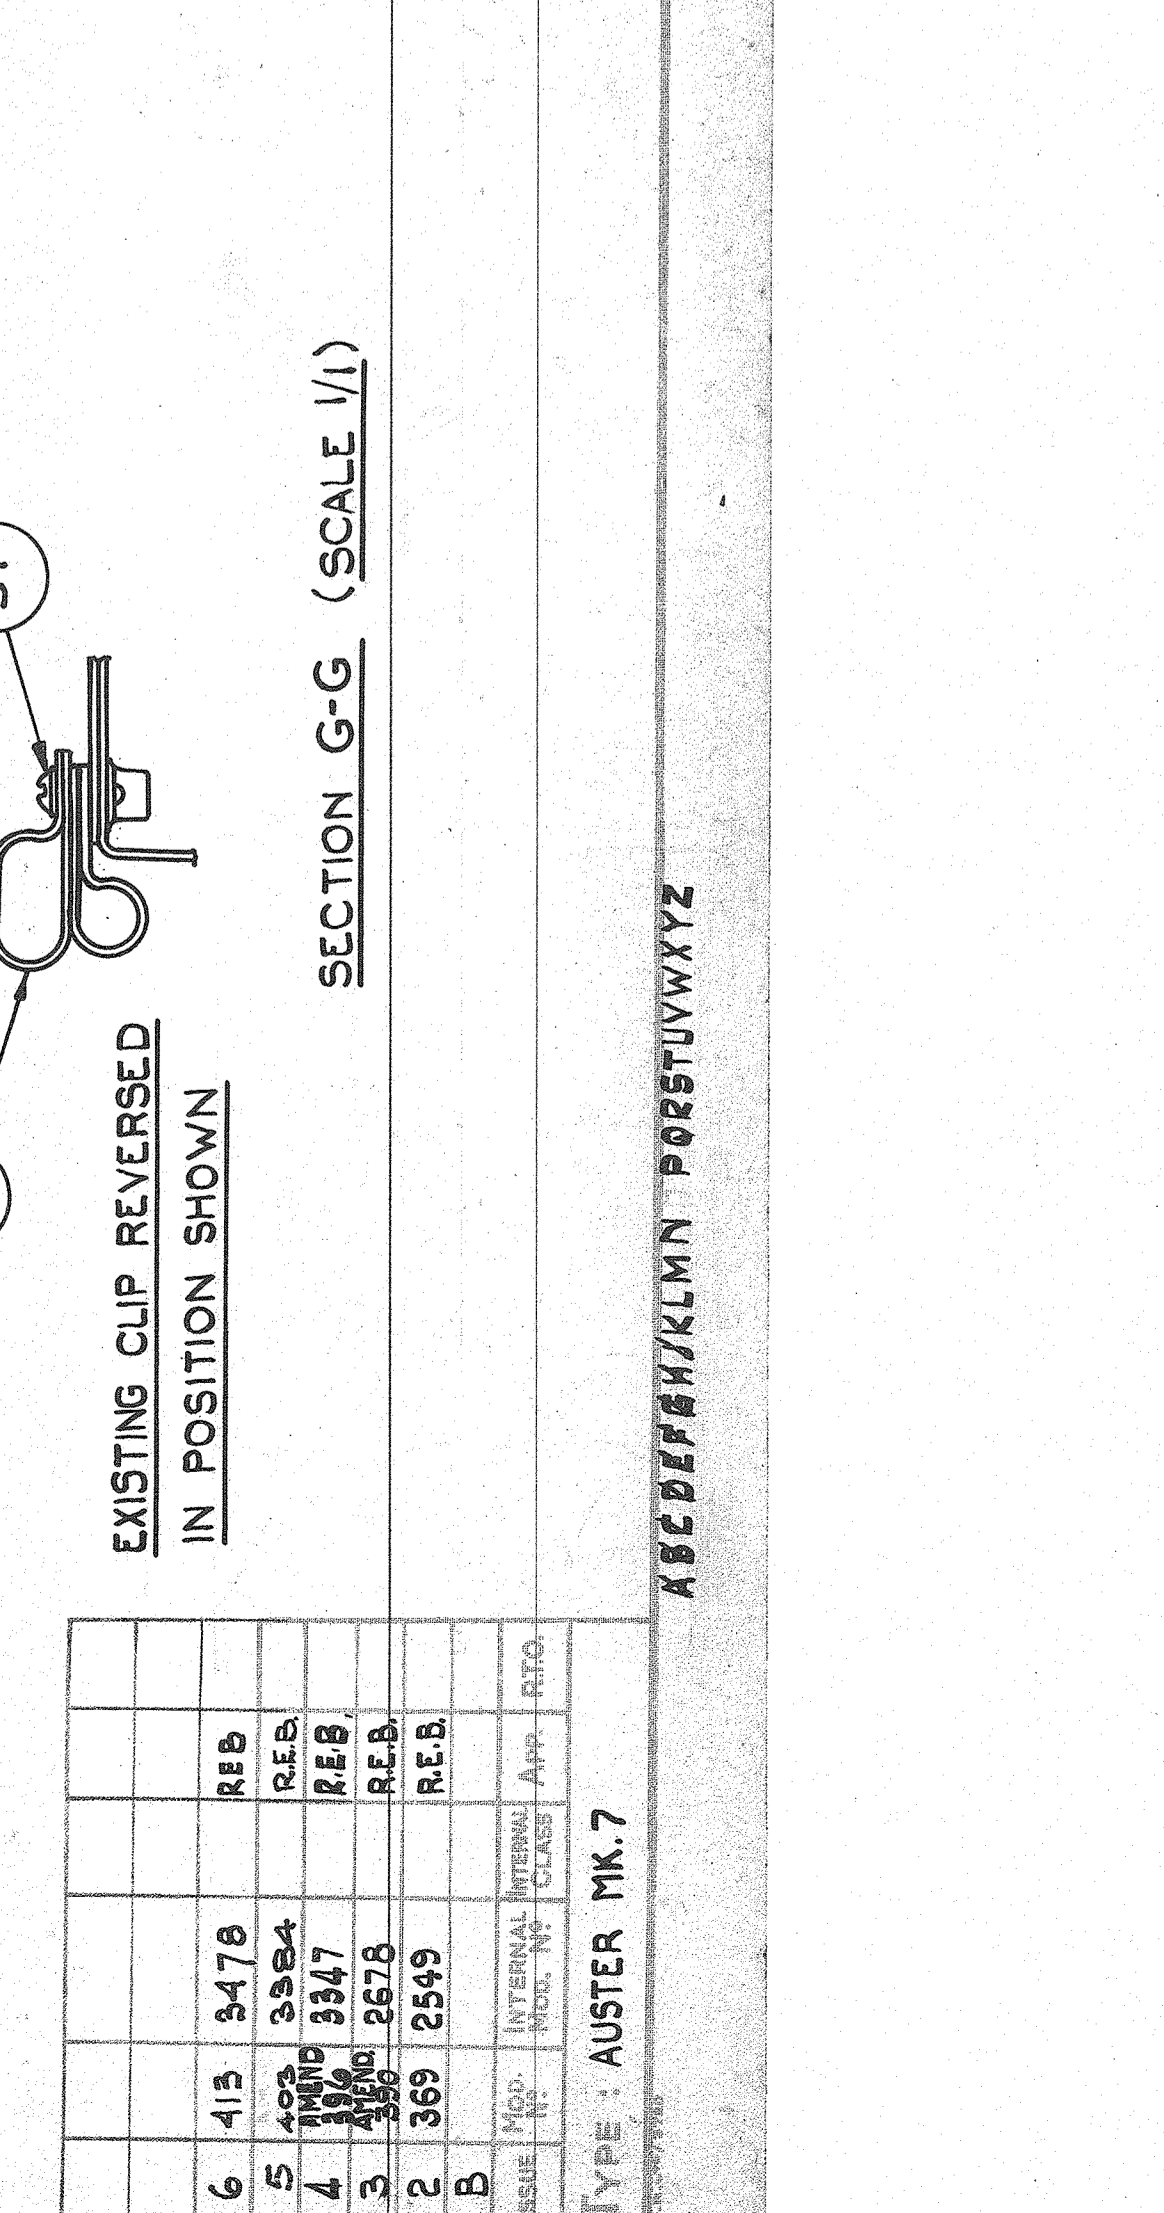 EXISTING CLIP REVERSED
IN POSITION SHOWN
SECTION G-G (SCALE 1/1)
6 413 3478 REB
5 403 3384 R.E.B.
4 AMEND 396 3347 R.E.B.
3 AMEND. 390 2678 R.E.B.
2 369 2549 R.E.B.
B
ISSUE MOD. Nº INTERNAL MOD. Nº INTERNAL CLASS APP. R.T.O.
TYPE : AUSTER MK.7
ABCDEFGHJKLMN PQRSTUVWXYZ